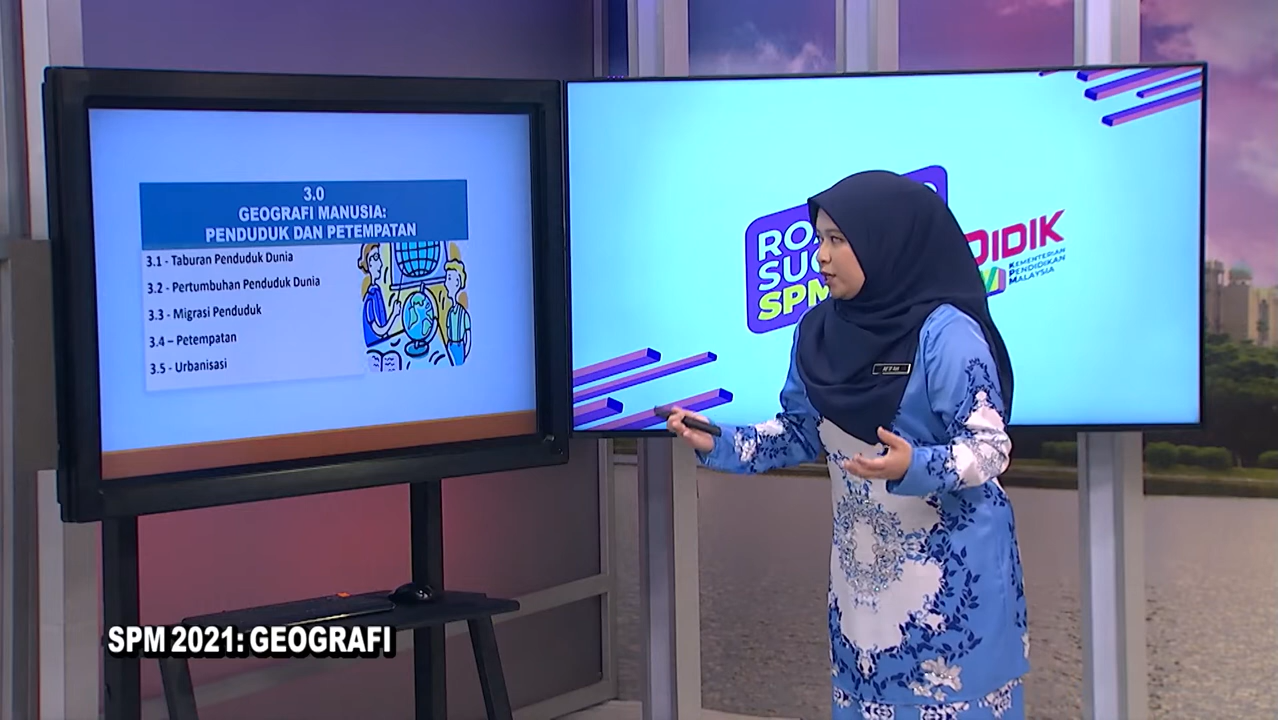 3.0
GEOGRAFI MANUSIA:
PENDUDUK DAN PETEMPATAN
3.1 - Taburan Penduduk Dunia
3.2 - Pertumbuhan Penduduk Dunia
3.3 - Migrasi Penduduk
3.4 – Petempatan
3.5 - Urbanisasi
SPM
DIDIK
KEMENTERIAN
PENDIDIKAN
MALAYSIA
SPM 2021: GEOGRAFI